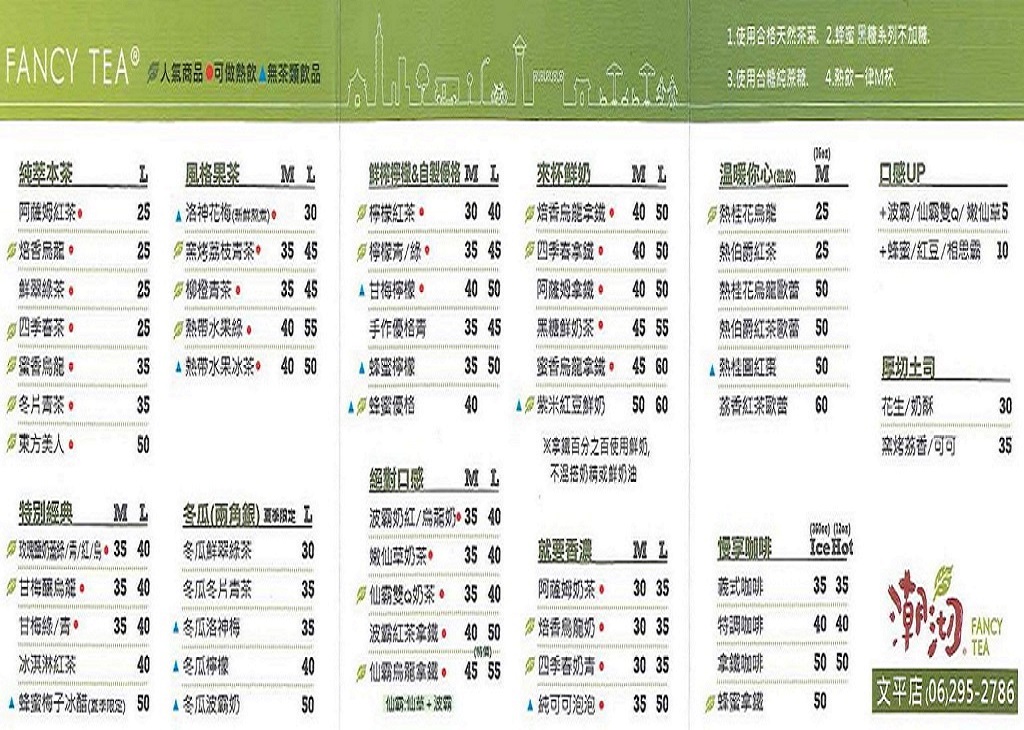 FANCY TEA®
人氣商品 可做熱飲 無茶類飲品
1.使用合格天然茶葉. 2.蜂蜜 黑糖系列不加糖.
3.使用台糖純蔗糖. 4.熱飲一律M杯.
純萃本茶 L
阿薩姆紅茶 25
焙香烏龍 25
鮮翠綠茶 25
四季春茶 25
蜜香烏龍 35
冬片青茶 35
東方美人 50
特別經典 M L
玫瑰鹽奶蓋綠/青/紅/烏 35 40
甘梅釀烏龍 35 40
甘梅綠/青 35 40
冰淇淋紅茶 40
蜂蜜梅子冰醋(夏季限定) 50
風格果茶 M L
洛神花梅(新鮮熬煮) 30
窯烤荔枝青茶 35 45
柳橙青茶 35 45
熱帶水果綠 40 55
熱帶水果冰茶 40 50
冬瓜(兩角銀) 夏季限定 L
冬瓜鮮翠綠茶 30
冬瓜冬片青茶 35
冬瓜洛神梅 35
冬瓜檸檬 40
冬瓜波霸奶 50
鮮榨檸檬&自製優格 M L
檸檬紅茶 30 40
檸檬青/綠 35 45
甘梅檸檬 40 50
手作優格青 35 45
蜂蜜檸檬 40 50
蜂蜜優格 40
絕對口感 M L
波霸奶紅/烏龍奶 35 40
嫩仙草奶茶 35 40
仙霸雙Q奶茶 35 40
波霸紅茶拿鐵 40 50
(特價)
仙霸烏龍拿鐵 45 55
仙霸:仙草+波霸
來杯鮮奶 M L
焙香烏龍拿鐵 40 50
四季春拿鐵 40 50
阿薩姆拿鐵 40 50
黑糖鮮奶茶 45 55
蜜香烏龍拿鐵 45 60
紫米紅豆鮮奶 50 60
※拿鐵百分之百使用鮮奶,
不混搭奶精或鮮奶油
就要香濃 M L
阿薩姆奶茶 30 35
焙香烏龍奶 30 35
四季春奶青 30 35
純可可泡泡 35 50
溫暖你心(熱飲) (16oz) M
熱桂花烏龍 25
熱伯爵紅茶 25
熱桂花烏龍歐蕾 50
熱伯爵紅茶歐蕾 50
熱桂圓紅棗 50
荔香紅茶歐蕾 60
慢享咖啡 (360cc) Ice (12oz) Hot
義式咖啡 35 35
特調咖啡 40 40
拿鐵咖啡 50 50
蜂蜜拿鐵 50
口感UP
+波霸/仙霸雙Q/嫩仙草 5
+蜂蜜/紅豆/相思霸 10
厚切土司
花生/奶酥 30
窯烤荔香/可可 35
潮沏
FANCY
TEA
文平店 (06)295-2786